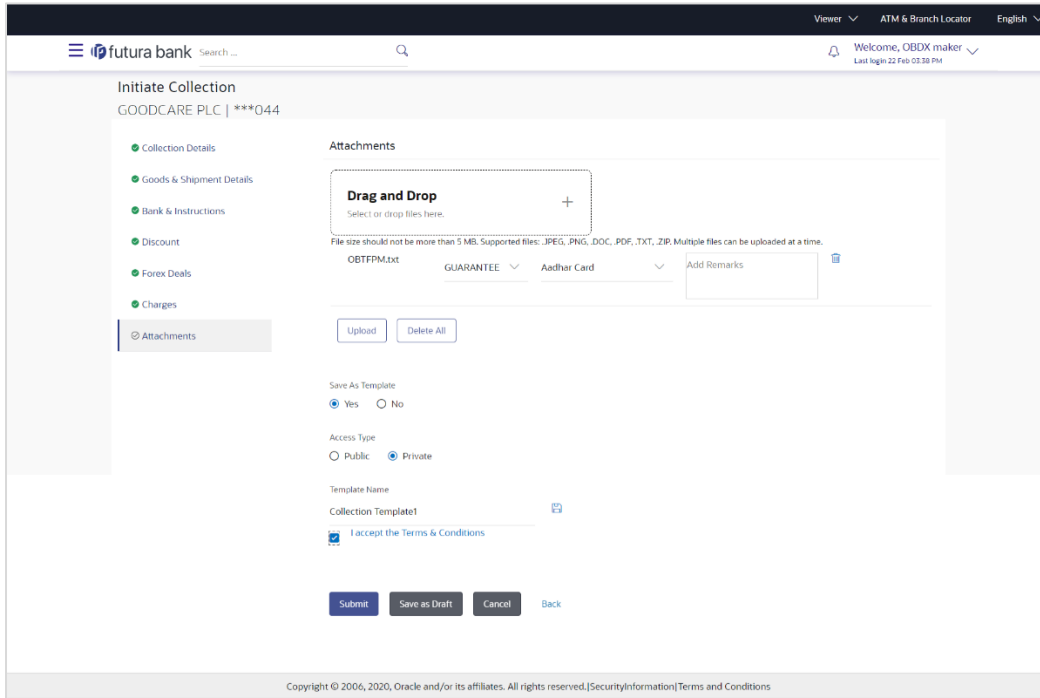 Viewer ATM & Branch Locator English
futura bank Search ... Welcome, OBDX maker
Last login 22 Feb 03:38 PM
Initiate Collection
GOODCARE PLC | ***044
Collection Details
Goods & Shipment Details
Bank & Instructions
Discount
Forex Deals
Charges
Attachments
Attachments
Drag and Drop
Select or drop files here.
File size should not be more than 5 MB. Supported files: .JPEG, .PNG, .DOC, .PDF, .TXT, .ZIP. Multiple files can be uploaded at a time.
OBTFPM.txt GUARANTEE Aadhar Card Add Remarks
Upload Delete All
Save As Template
Yes No
Access Type
Public Private
Template Name
Collection Template1
I accept the Terms & Conditions
Submit Save as Draft Cancel Back
Copyright © 2006, 2020, Oracle and/or its affiliates. All rights reserved.|SecurityInformation|Terms and Conditions